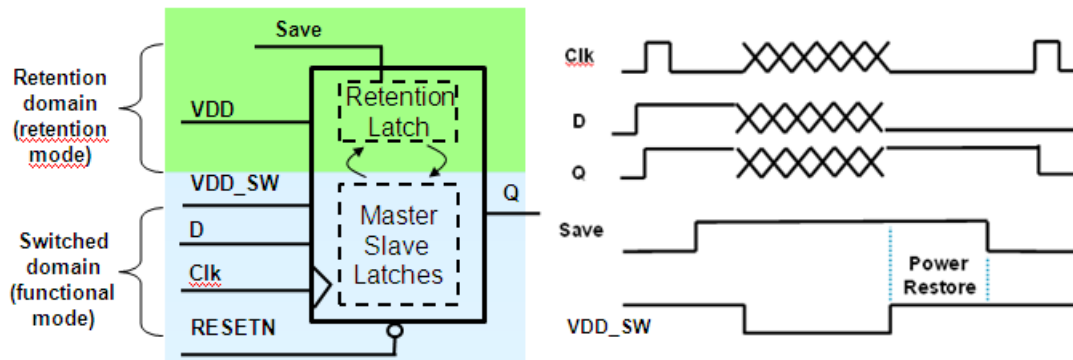 Save
Retention
domain
(retention
mode)
VDD
Retention
Latch
VDD_SW
Q
Switched
domain
(functional
mode)
D
Clk
Master
Slave
Latches
RESETN
Clk
D
Q
Save
Power
Restore
VDD_SW